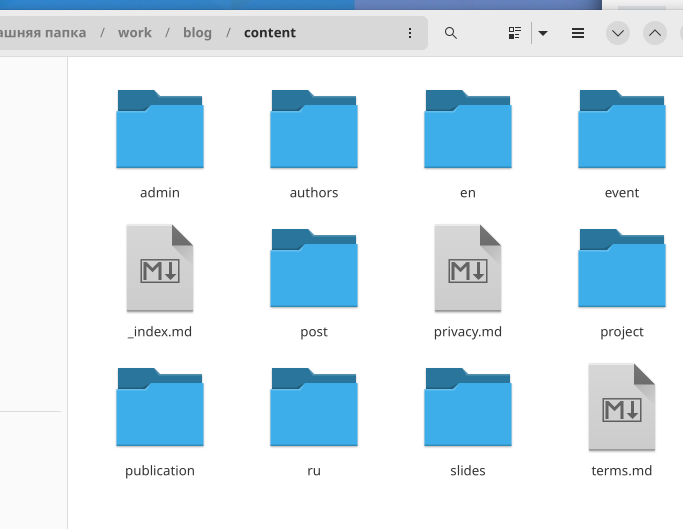 ашняя папка / work / blog / content
admin authors en event
_index.md post privacy.md project
publication ru slides terms.md